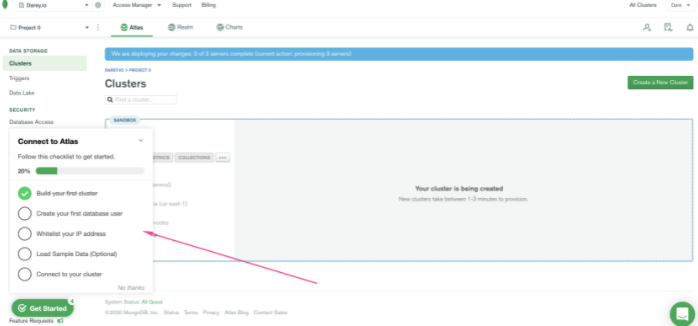 Darey.io
Access Manager
Support
Billing
All Clusters
Dare
Project 0
Atlas
Realm
Charts
DATA STORAGE
Clusters
Triggers
Data Lake
SECURITY
Database Access
We are deploying your changes: 0 of 3 servers complete (current action: provisioning 3 servers)
DAREY.IO > PROJECT 0
Clusters
Create a New Cluster
Find a cluster...
SANDBOX
METRICS
COLLECTIONS
Your cluster is being created
New clusters take between 1-3 minutes to provision.
Connect to Atlas
Follow this checklist to get started.
20%
Build your first cluster
Create your first database user
Whitelist your IP address
Load Sample Data (Optional)
Connect to your cluster
No thanks
Get Started
4
Feature Requests
System Status: All Good
©2020 MongoDB, Inc. Status Terms Privacy Atlas Blog Contact Sales